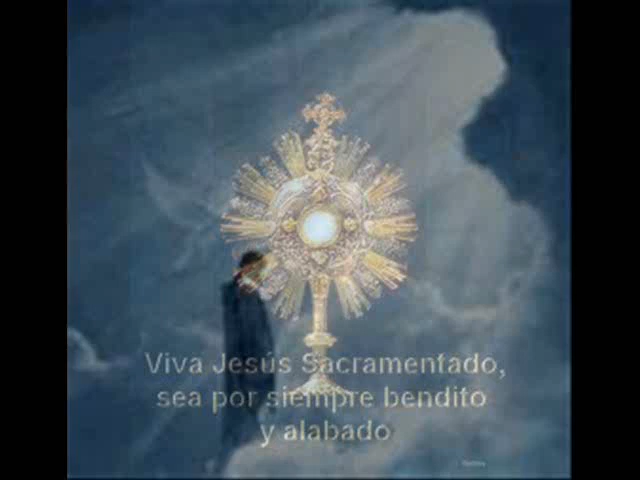 Viva Jesús Sacramentado,
sea por siempre bendito
y alabado